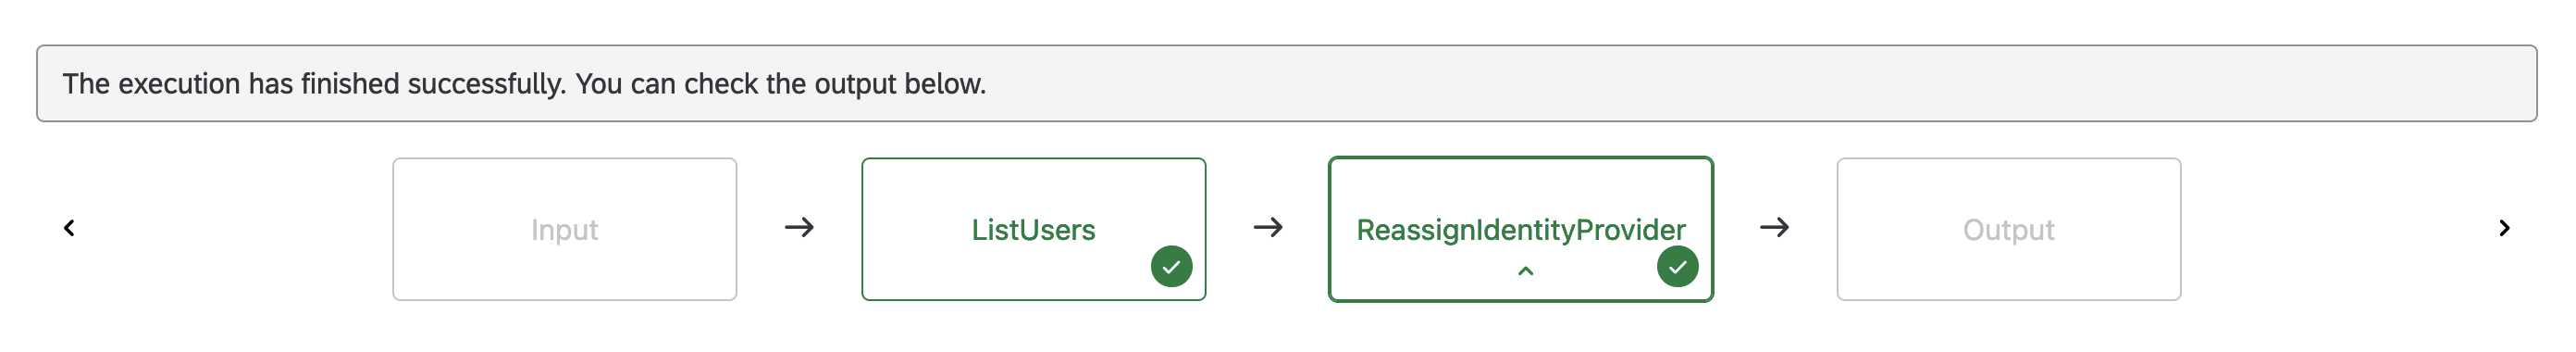 The execution has finished successfully. You can check the output below.
Input
ListUsers
ReassignIdentityProvider
Output